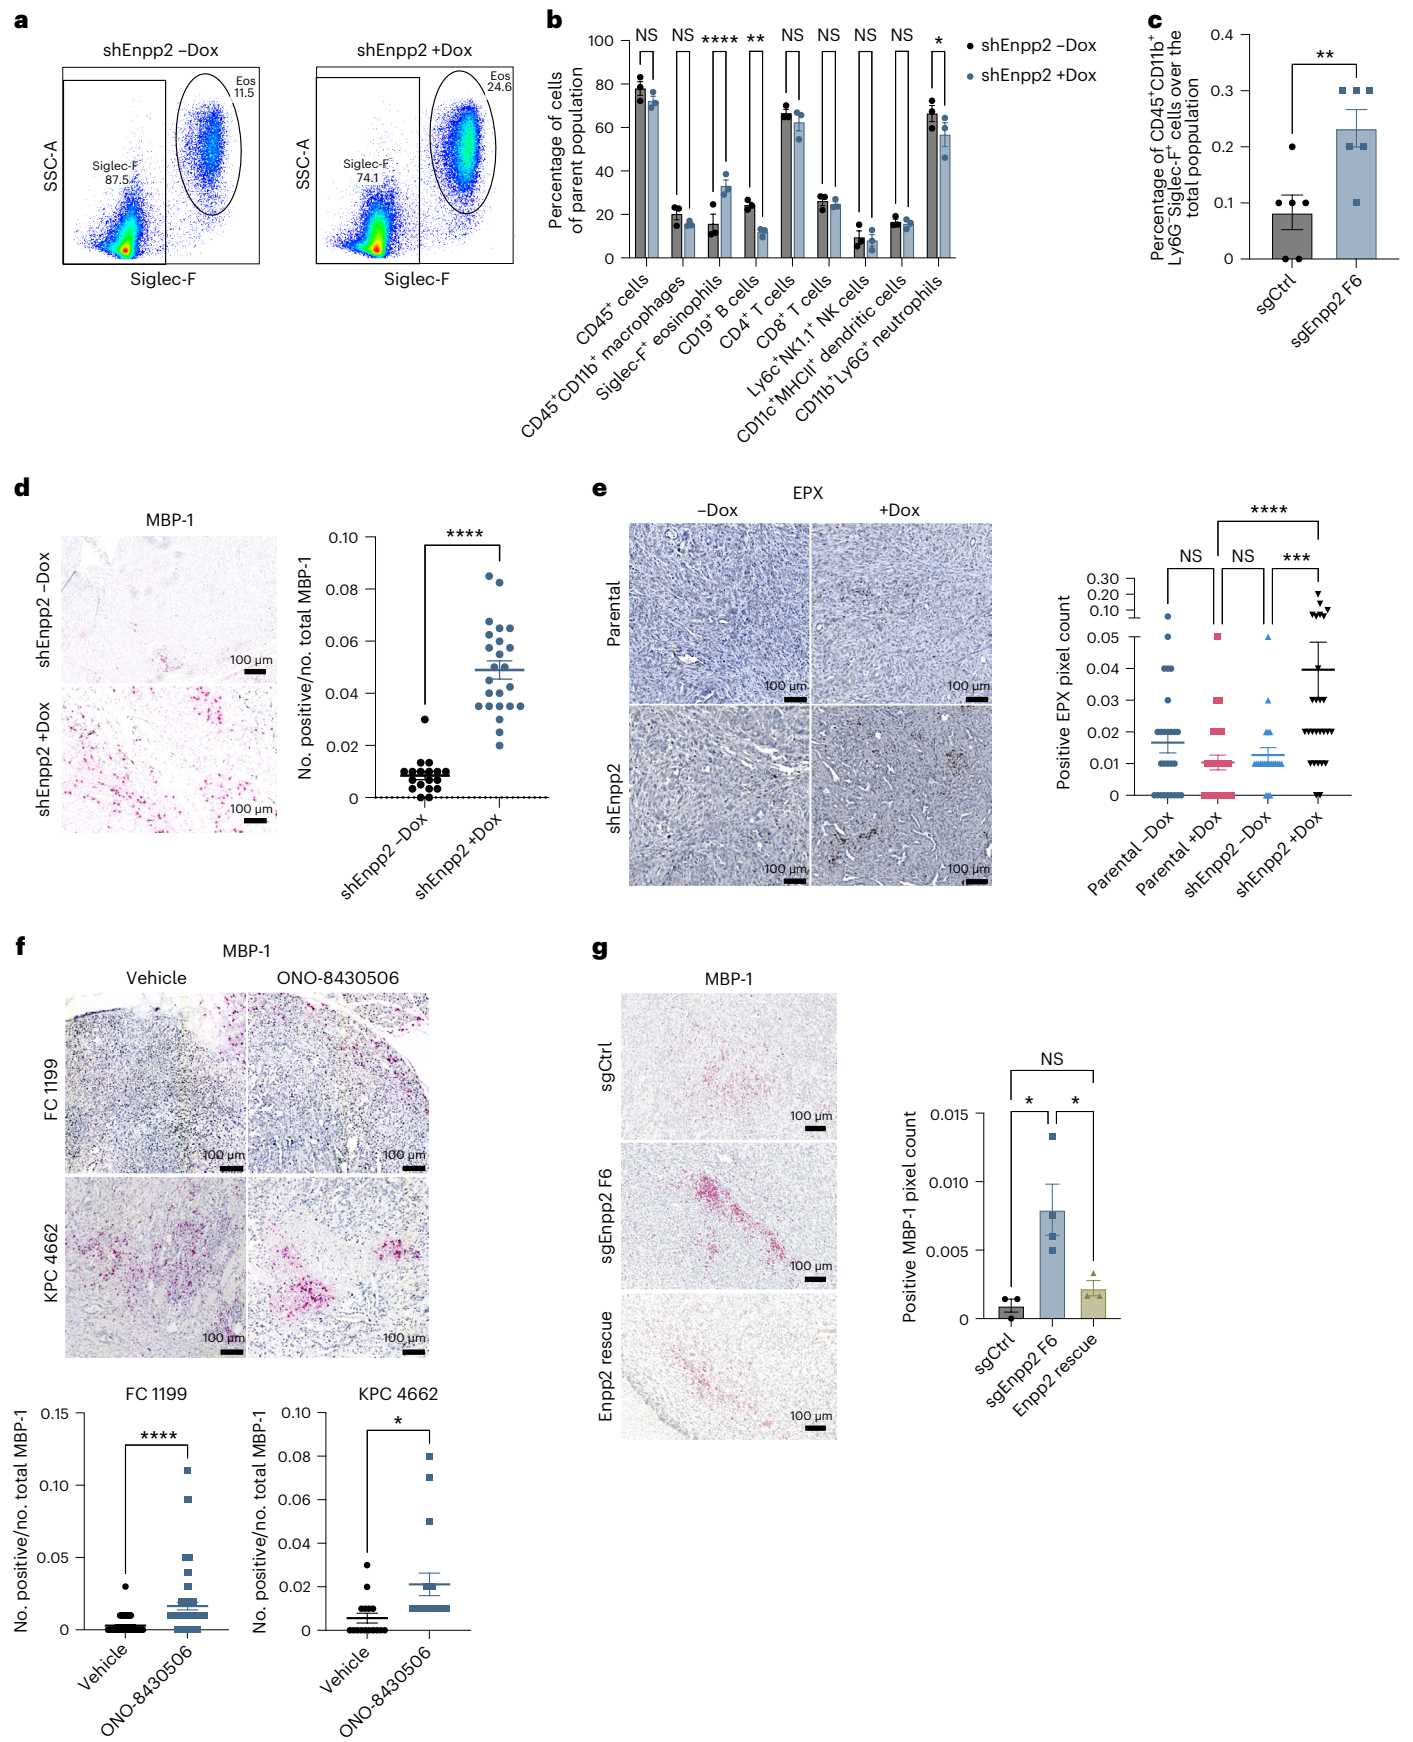 a
shEnpp2 –Dox
shEnpp2 +Dox
SSC-A
Siglec-F
87.5
Eos
11.5
Siglec-F
SSC-A
Siglec-F
74.1
Eos
24.6
Siglec-F
b
Percentage of cells
of parent population
100
80
60
40
20
0
NS
NS
****
**
NS
NS
NS
NS
*
shEnpp2 –Dox
shEnpp2 +Dox
CD45+ cells
CD45+CD11b+ macrophages
Siglec-F+ eosinophils
CD19+ B cells
CD4+ T cells
CD8+ T cells
Ly6c+NK1.1+ NK cells
CD11c+MHCII+ dendritic cells
CD11b+Ly6G+ neutrophils
c
Percentage of CD45+CD11b+
Ly6G–Siglec-F+ cells over the
total poppulation
0.4
0.3
0.2
0.1
0
**
sgCtrl
sgEnpp2 F6
d
MBP-1
shEnpp2 –Dox
100 µm
shEnpp2 +Dox
100 µm
No. positive/no. total MBP-1
0.10
0.08
0.06
0.04
0.02
0
****
shEnpp2 –Dox
shEnpp2 +Dox
e
EPX
–Dox
+Dox
Parental
100 µm
100 µm
shEnpp2
100 µm
100 µm
Positive EPX pixel count
0.30
0.20
0.10
0.05
0.04
0.03
0.02
0.01
0
****
NS
NS
***
Parental –Dox
Parental +Dox
shEnpp2 –Dox
shEnpp2 +Dox
f
MBP-1
Vehicle
ONO-8430506
FC 1199
100 µm
100 µm
KPC 4662
100 µm
100 µm
FC 1199
No. positive/no. total MBP-1
0.15
0.10
0.05
0
****
Vehicle
ONO-8430506
KPC 4662
No. positive/no. total MBP-1
0.10
0.08
0.06
0.04
0.02
0
*
Vehicle
ONO-8430506
g
MBP-1
sgCtrl
100 µm
sgEnpp2 F6
100 µm
Enpp2 rescue
100 µm
Positive MBP-1 pixel count
0.015
0.010
0.005
0
NS
*
*
sgCtrl
sgEnpp2 F6
Enpp2 rescue